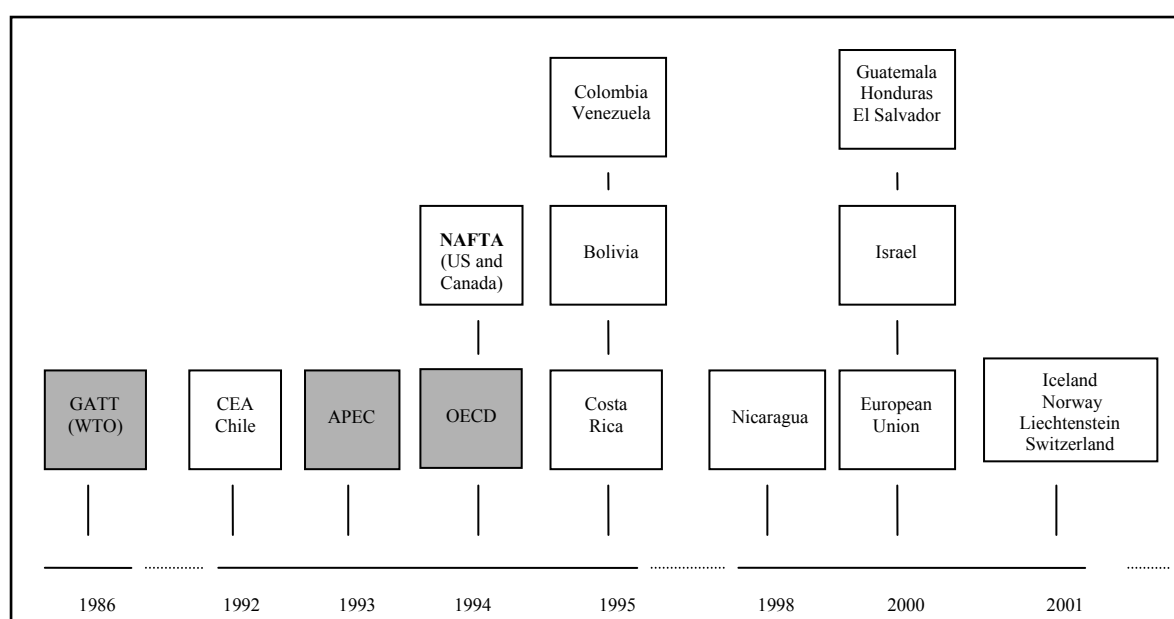 Colombia
Venezuela
Guatemala
Honduras
El Salvador
NAFTA
(US and
Canada)
Bolivia
Israel
GATT
(WTO)
CEA
Chile
APEC
OECD
Costa
Rica
Nicaragua
European
Union
Iceland
Norway
Liechtenstein
Switzerland
1986
1992
1993
1994
1995
1998
2000
2001